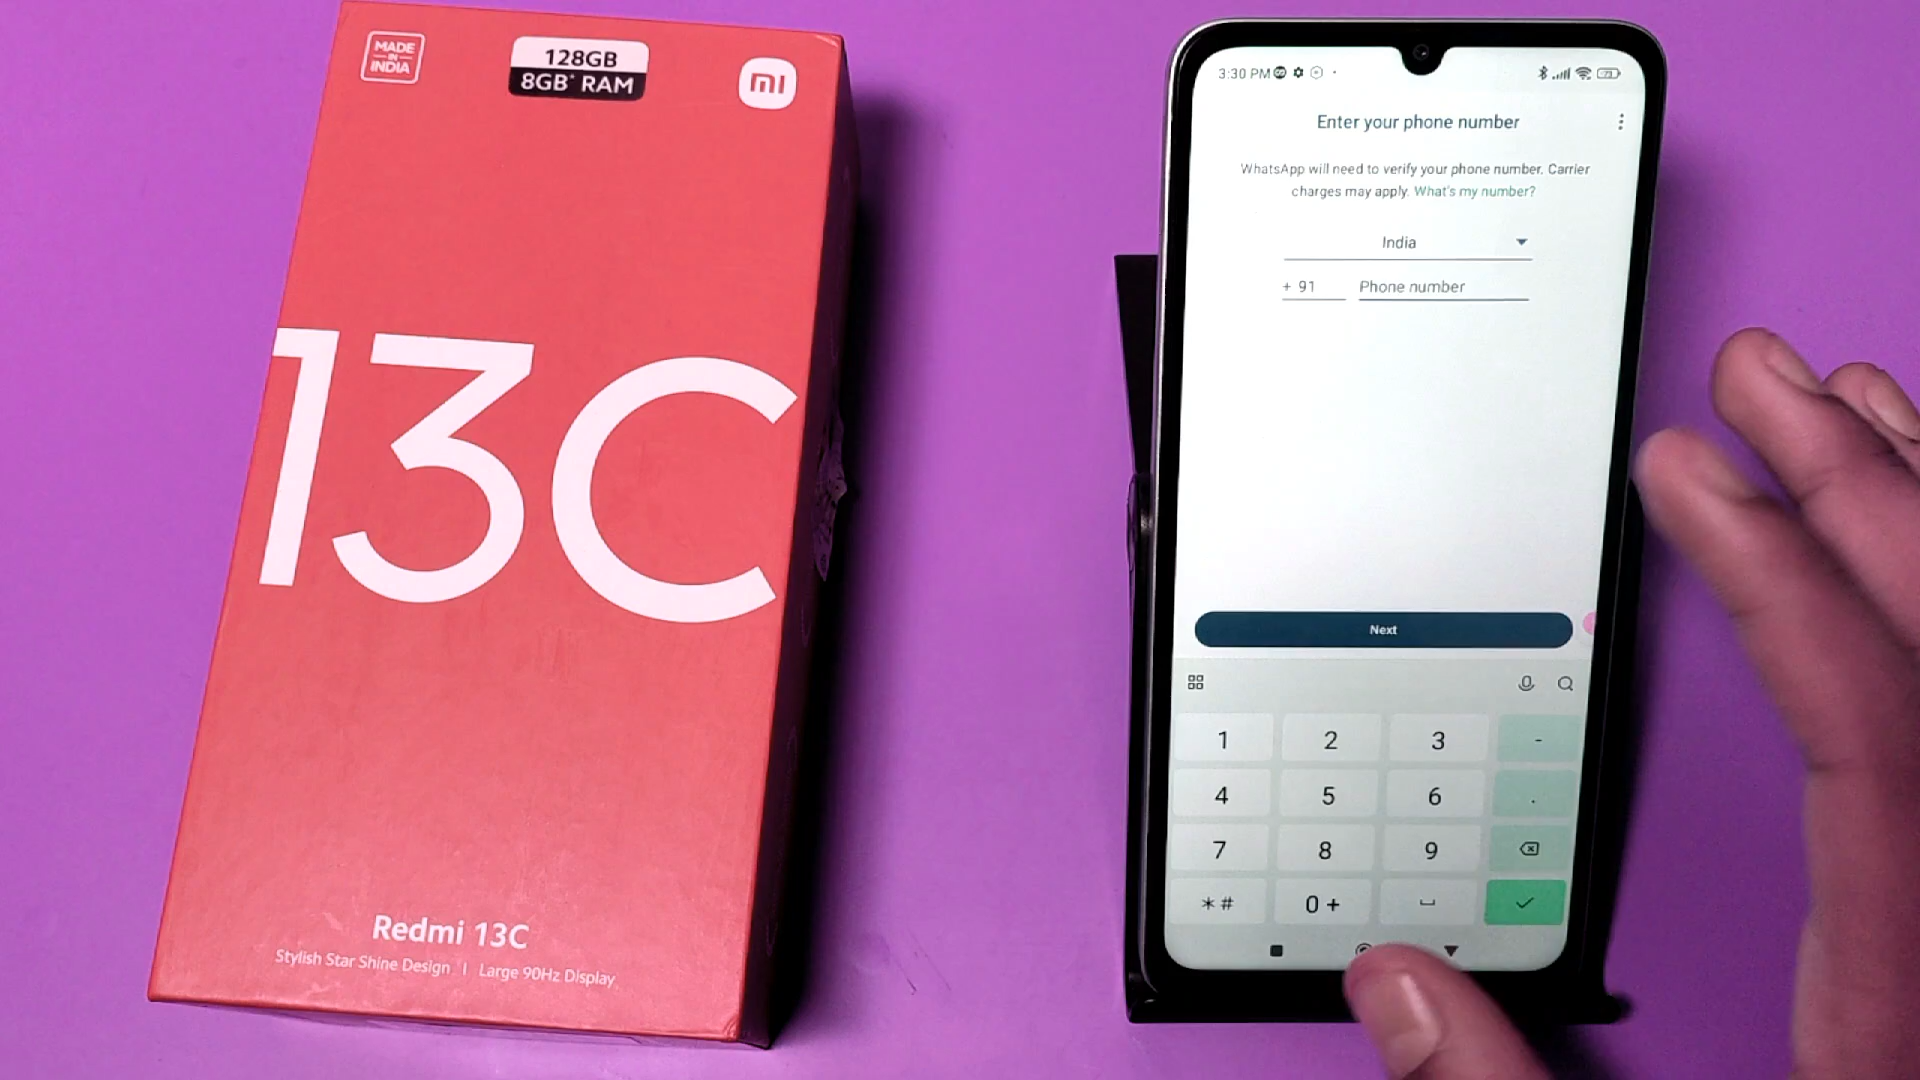 MADE
IN
INDIA
128GB
8GB* RAM
mi
13C
Redmi 13C
Stylish Star Shine Design | Large 90Hz Display
3:30 PM
73
Enter your phone number
WhatsApp will need to verify your phone number. Carrier
charges may apply. What's my number?
India
+ 91 Phone number
Next
1 2 3 -
4 5 6 .
7 8 9
*# 0 +